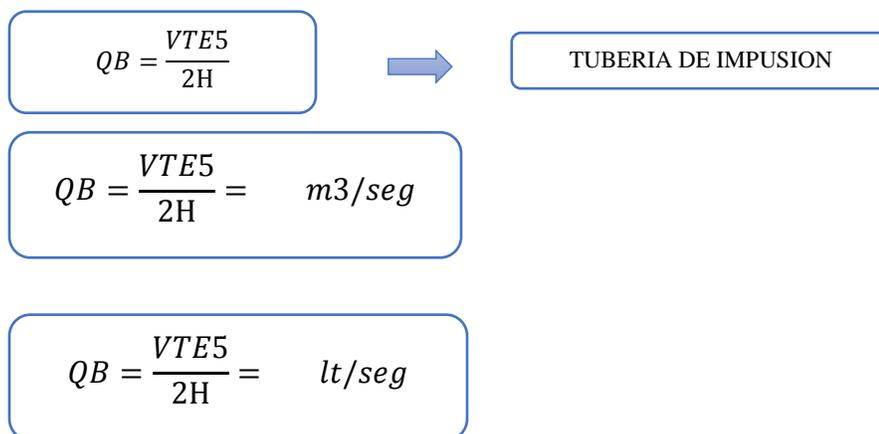 QB = VTE5 / 2H
TUBERIA DE IMPUSION
QB = VTE5 / 2H = m3/seg
QB = VTE5 / 2H = lt/seg